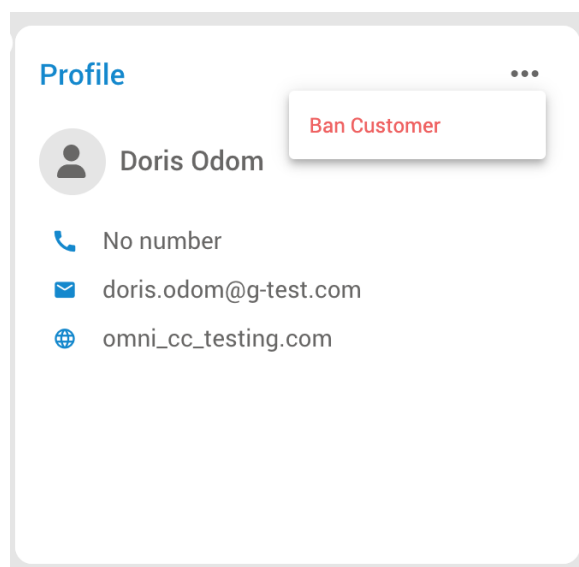 Profile
Ban Customer
Doris Odom
No number
doris.odom@g-test.com
omni_cc_testing.com